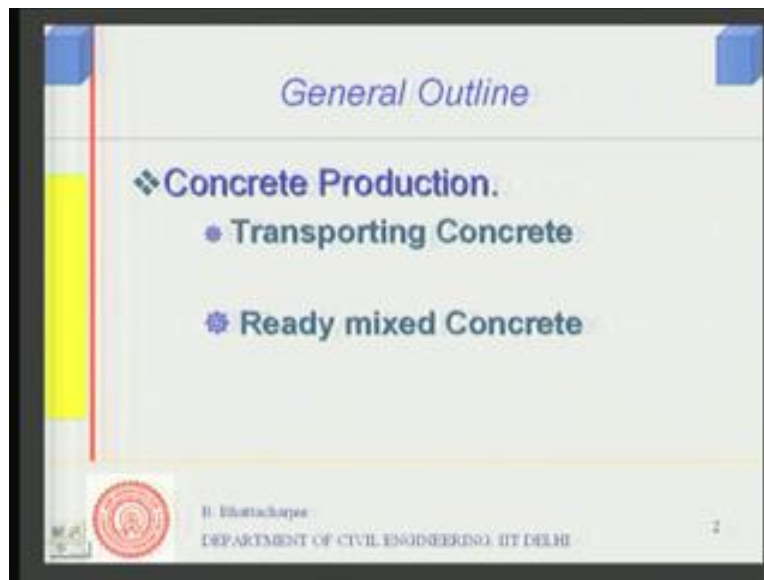 General Outline
Concrete Production.
Transporting Concrete
Ready mixed Concrete
B. Bhattacharjee
DEPARTMENT OF CIVIL ENGINEERING, IIT DELHI
2